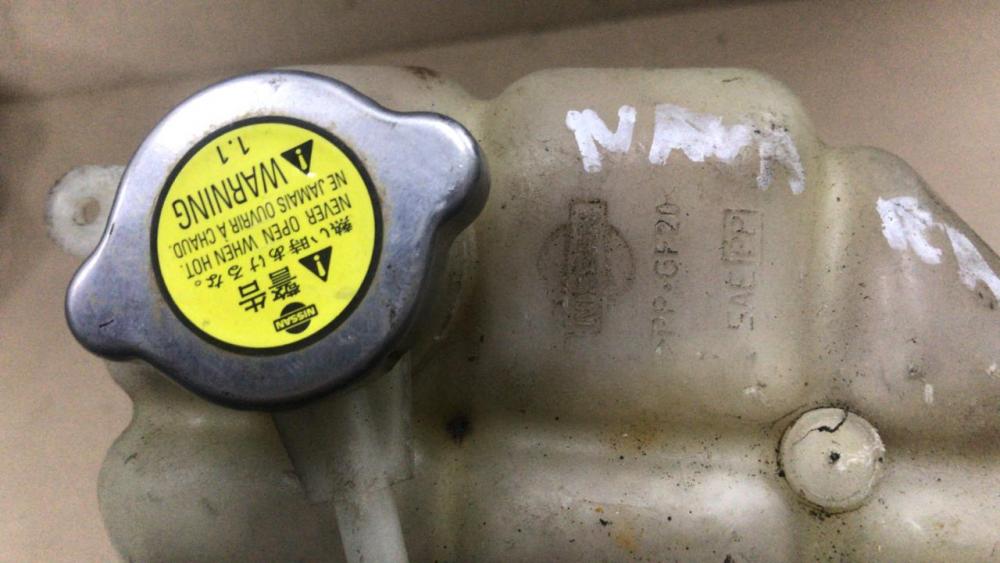 NISSAN
警告
熱い時あけるな。
NEVER OPEN WHEN HOT.
NE JAMAIS OUVRIR A CHAUD.
WARNING
1.1
NISSAN
>PP-GF20
SAE PP